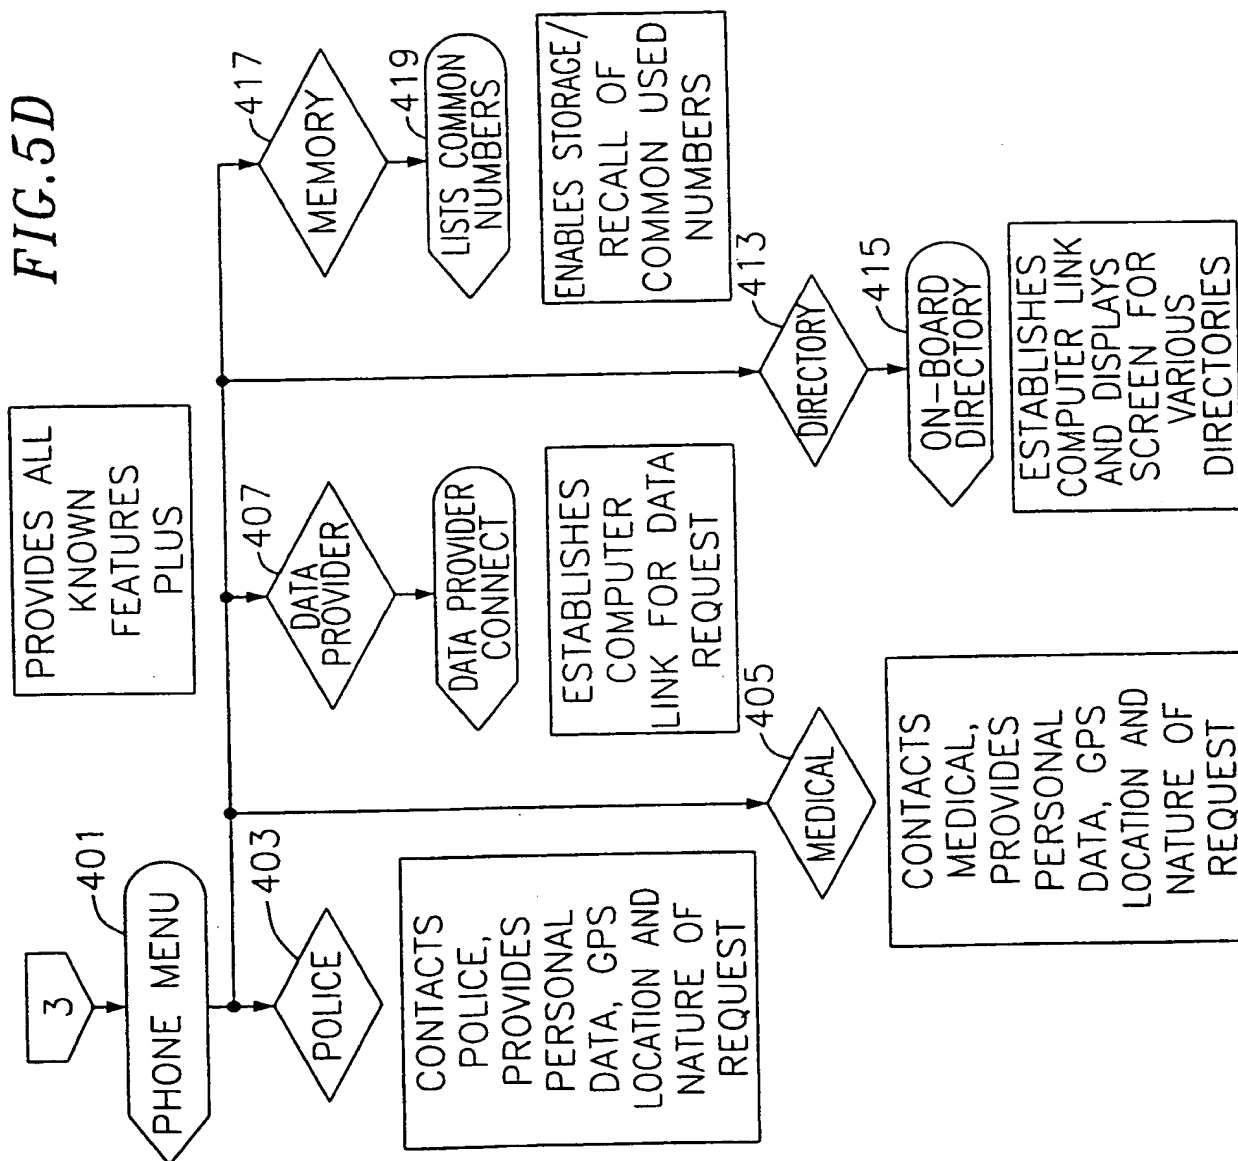 FIG.5D
PROVIDES ALL
KNOWN
FEATURES
PLUS
3
401
PHONE MENU
403
POLICE
CONTACTS
POLICE,
PROVIDES
PERSONAL
DATA, GPS
LOCATION AND
NATURE OF
REQUEST
405
MEDICAL
CONTACTS
MEDICAL,
PROVIDES
PERSONAL
DATA, GPS
LOCATION AND
NATURE OF
REQUEST
407
DATA
PROVIDER
DATA PROVIDER
CONNECT
ESTABLISHES
COMPUTER
LINK FOR DATA
REQUEST
413
DIRECTORY
415
ON-BOARD
DIRECTORY
ESTABLISHES
COMPUTER LINK
AND DISPLAYS
SCREEN FOR
VARIOUS
DIRECTORIES
417
MEMORY
419
LISTS COMMON
NUMBERS
ENABLES STORAGE/
RECALL OF
COMMON USED
NUMBERS